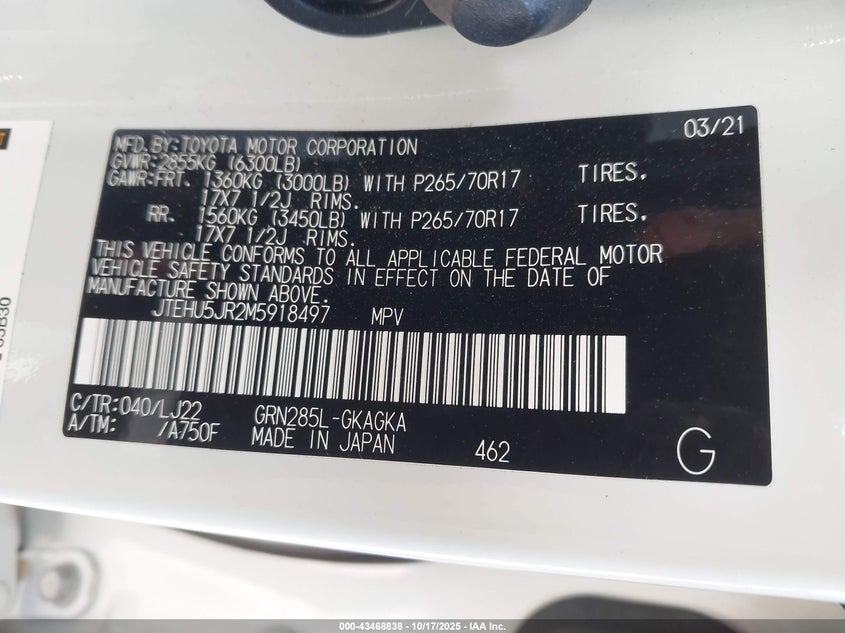 03/21
MFD.BY:TOYOTA MOTOR CORPORATION
GVWR:2855KG (6300LB)
GAWR:FRT. 1360KG (3000LB) WITH P265/70R17 TIRES,
17X7 1/2J RIMS.
RR. 1560KG (3450LB) WITH P265/70R17 TIRES,
17X7 1/2J RIMS.
THIS VEHICLE CONFORMS TO ALL APPLICABLE FEDERAL MOTOR
VEHICLE SAFETY STANDARDS IN EFFECT ON THE DATE OF
MANUFACTURE SHOWN ABOVE.
JTEHU5JR2M5918497 MPV
C/TR:040/LJ22 GRN285L-GKAGKA
A/TM: /A750F MADE IN JAPAN 462 G
000-43468838 - 10/17/2025 - IAA Inc.